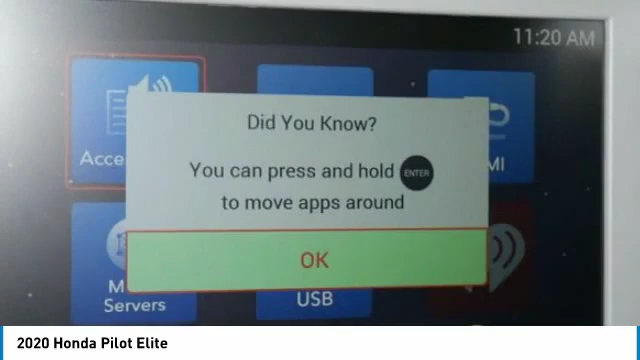 11:20 AM
Did You Know?
You can press and hold ENTER
to move apps around
OK
Servers
USB
2020 Honda Pilot Elite